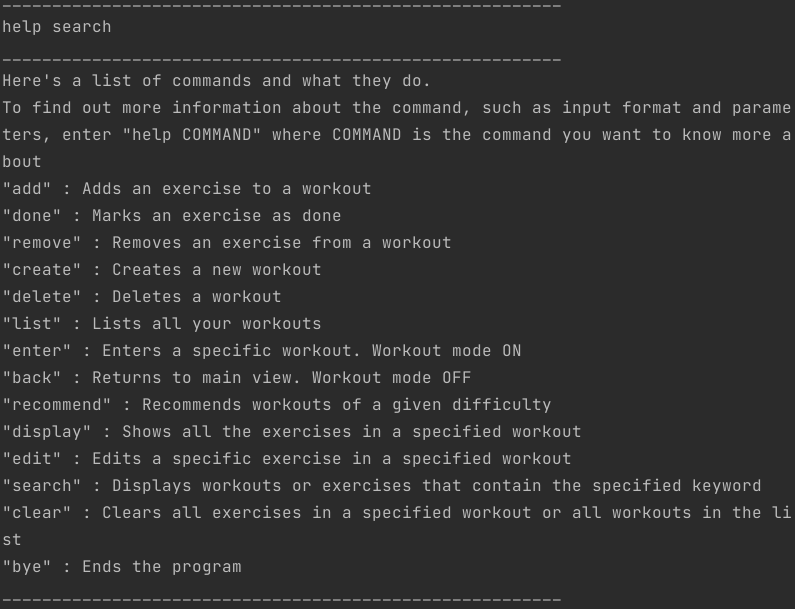 --------------------------------------------------------
help search
--------------------------------------------------------
Here's a list of commands and what they do.
To find out more information about the command, such as input format and parame
ters, enter "help COMMAND" where COMMAND is the command you want to know more a
bout
"add" : Adds an exercise to a workout
"done" : Marks an exercise as done
"remove" : Removes an exercise from a workout
"create" : Creates a new workout
"delete" : Deletes a workout
"list" : Lists all your workouts
"enter" : Enters a specific workout. Workout mode ON
"back" : Returns to main view. Workout mode OFF
"recommend" : Recommends workouts of a given difficulty
"display" : Shows all the exercises in a specified workout
"edit" : Edits a specific exercise in a specified workout
"search" : Displays workouts or exercises that contain the specified keyword
"clear" : Clears all exercises in a specified workout or all workouts in the li
st
"bye" : Ends the program
--------------------------------------------------------